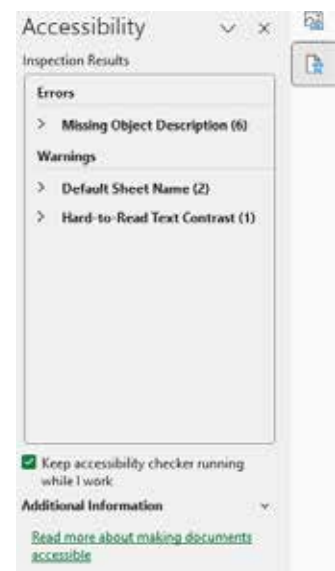 Accessibility
Inspection Results
Errors
Missing Object Description (6)
Warnings
Default Sheet Name (2)
Hard-to-Read Text Contrast (1)
Keep accessibility checker running
while I work
Additional Information
Read more about making documents
accessible